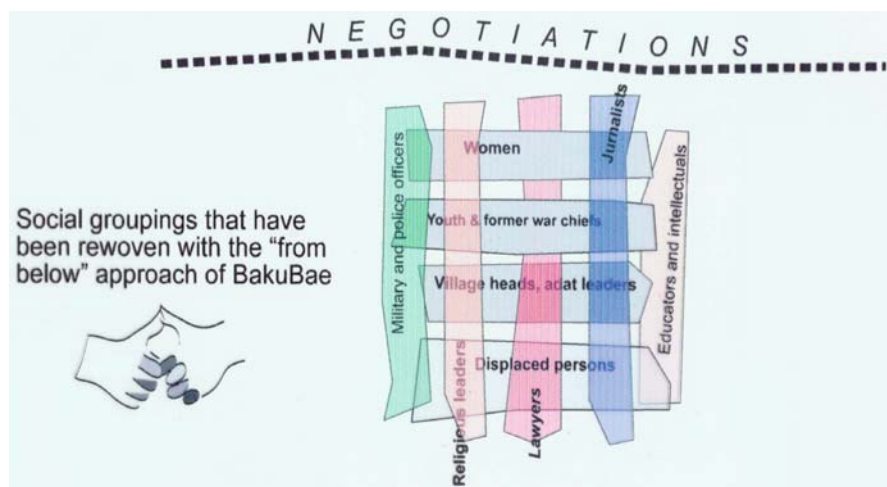 NEGOTIATIONS
Social groupings that have
been rewoven with the “from
below” approach of BakuBae
Military and police officers
Religious leaders
Lawyers
Jurnalists
Educators and intellectuals
Women
Youth & former war chiefs
Village heads, adat leaders
Displaced persons